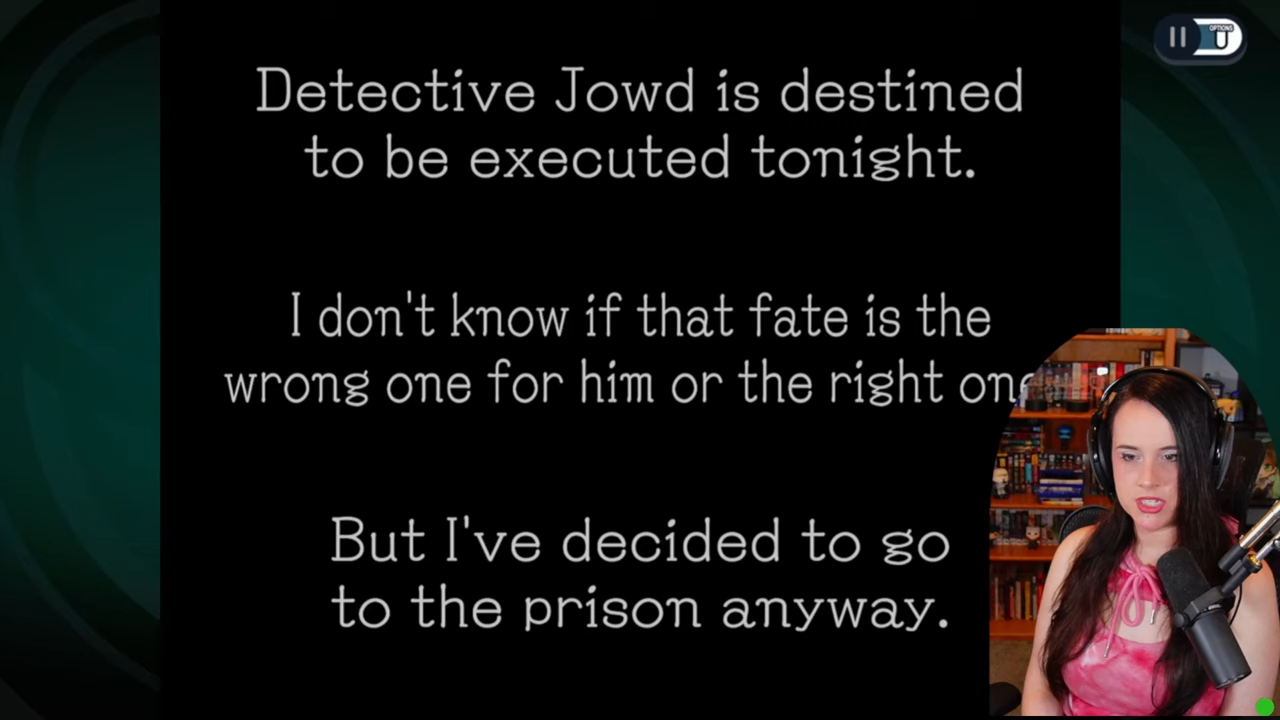 OPTIONS
Detective Jowd is destined
to be executed tonight.
I don't know if that fate is the
wrong one for him or the right one
But I've decided to go
to the prison anyway.